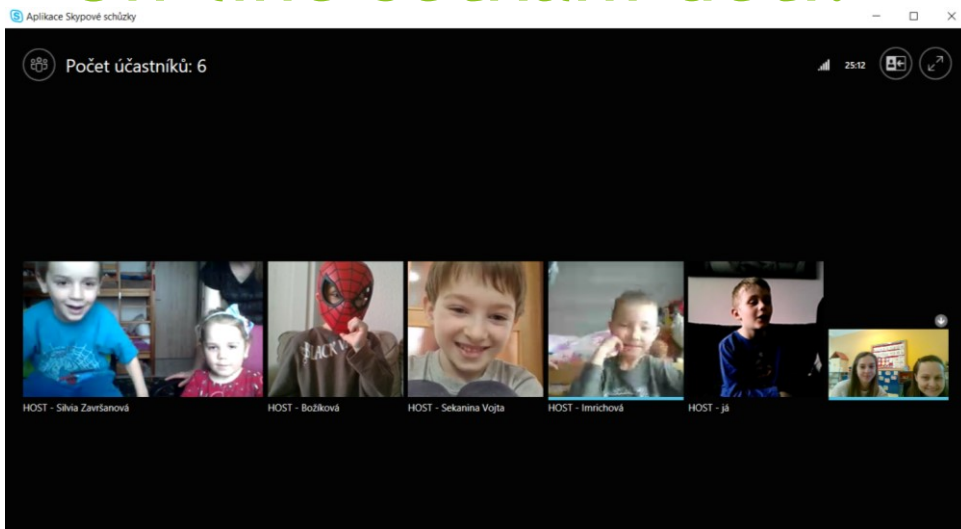 Aplikace Skypové schůzky
Počet účastníků: 6
25:12
HOST - Silvia Završanová
HOST - Božiková
HOST - Sekanina Vojta
HOST - Imrichová
HOST - já